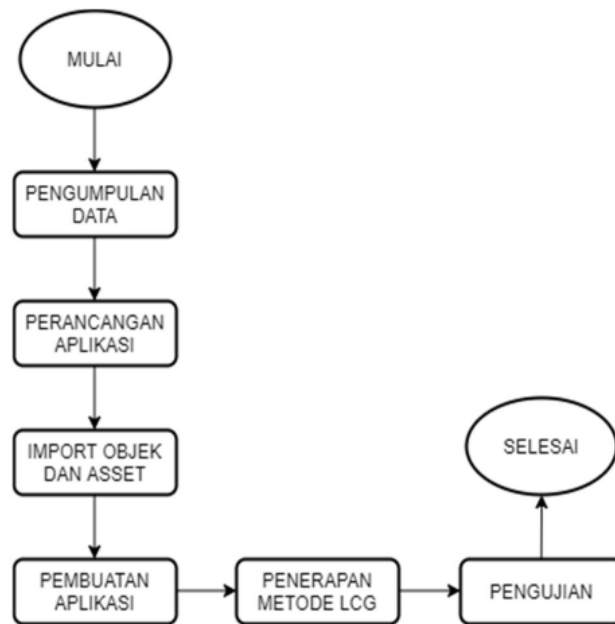 MULAI
PENGUMPULAN
DATA
PERANCANGAN
APLIKASI
IMPORT OBJEK
DAN ASSET
PEMBUATAN
APLIKASI
PENERAPAN
METODE LCG
PENGUJIAN
SELESAI